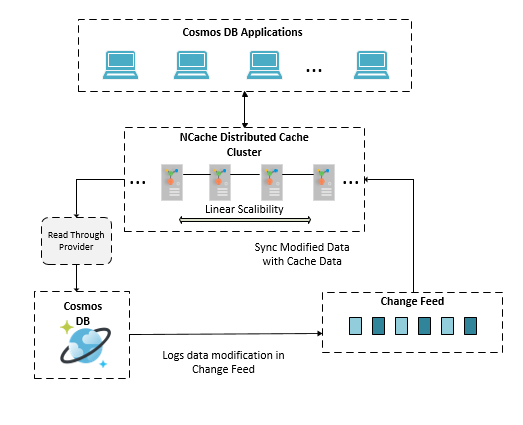 Cosmos DB Applications
...
NCache Distributed Cache
Cluster
...
...
Linear Scalibility
Read Through
Provider
Sync Modified Data
with Cache Data
Cosmos
DB
Change Feed
Logs data modification in
Change Feed